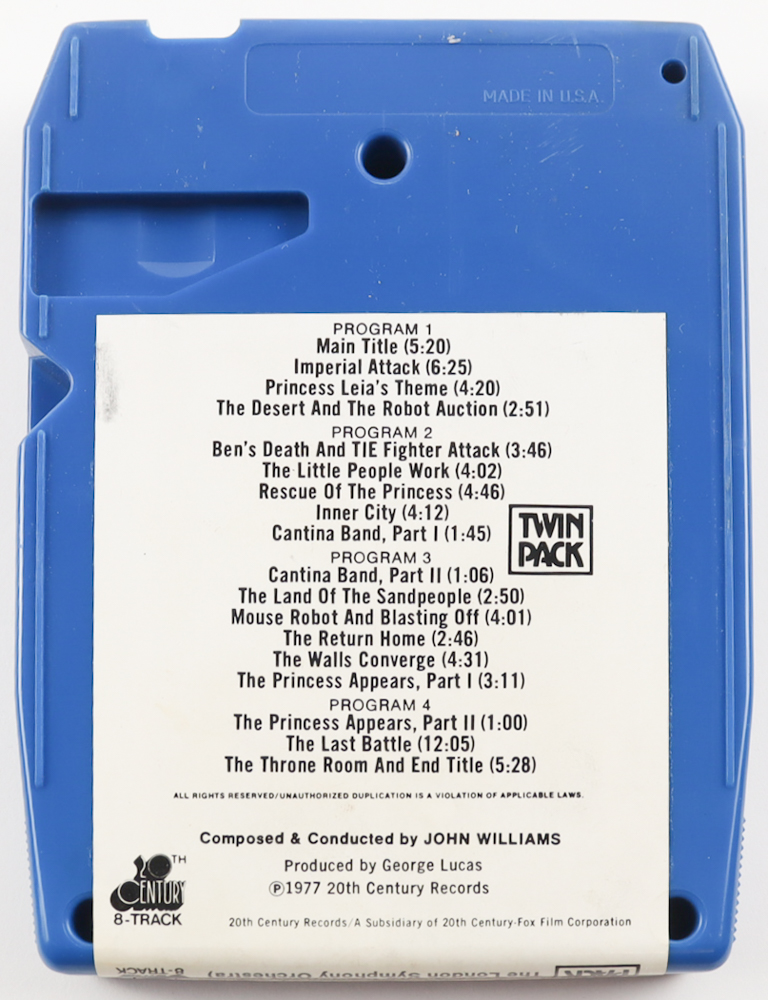 MADE IN U.S.A.
PROGRAM 1
Main Title (5:20)
Imperial Attack (6:25)
Princess Leia's Theme (4:20)
The Desert And The Robot Auction (2:51)
PROGRAM 2
Ben's Death And TIE Fighter Attack (3:46)
The Little People Work (4:02)
Rescue Of The Princess (4:46)
Inner City (4:12)
Cantina Band, Part I (1:45)
TWIN
PACK
PROGRAM 3
Cantina Band, Part II (1:06)
The Land Of The Sandpeople (2:50)
Mouse Robot And Blasting Off (4:01)
The Return Home (2:46)
The Walls Converge (4:31)
The Princess Appears, Part I (3:11)
PROGRAM 4
The Princess Appears, Part II (1:00)
The Last Battle (12:05)
The Throne Room And End Title (5:28)
ALL RIGHTS RESERVED/UNAUTHORIZED DUPLICATION IS A VIOLATION OF APPLICABLE LAWS.
Composed & Conducted by JOHN WILLIAMS
Produced by George Lucas
Ⓟ1977 20th Century Records
20TH
CENTURY
8-TRACK
20th Century Records/A Subsidiary of 20th Century-Fox Film Corporation
The London Symphony Orchestra)
PACK
8-TRACK